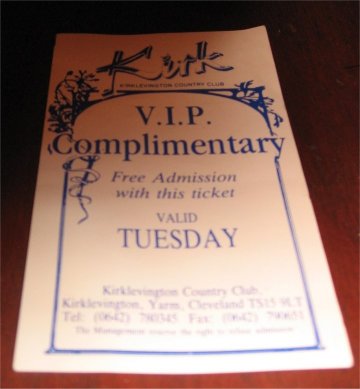 Kirk
KIRKLEVINGTON COUNTRY CLUB
V.I.P.
Complimentary
Free Admission
with this ticket
VALID
TUESDAY
Kirklevington Country Club,
Kirklevington, Yarm, Cleveland TS15 9LT
Tel: (0642) 780345 Fax: (0642) 790651
The Management reserve the right to refuse admission